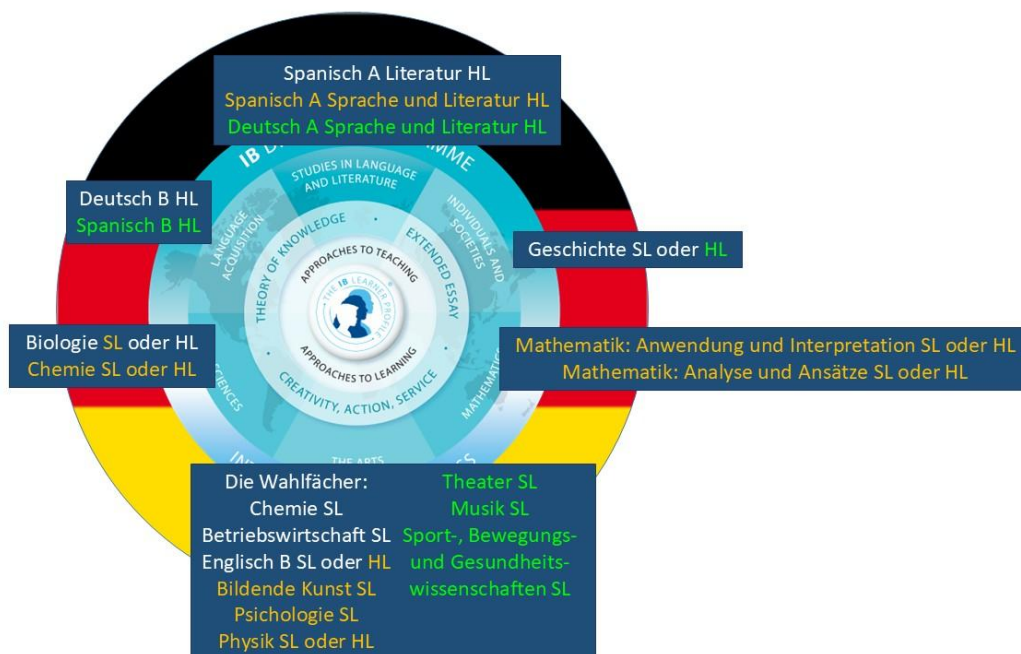 Spanisch A Literatur HL
Spanisch A Sprache und Literatur HL
Deutsch A Sprache und Literatur HL
IB D
MME
STUDIES IN LANGUAGE
AND LITERATURE
Deutsch B HL
Spanisch B HL
LANGUAGE
ACQUISITION
INDIVIDUALS AND
SOCIETIES
Geschichte SL oder HL
THEORY OF KNOWLEDGE
EXTENDED ESSAY
APPROACHES TO TEACHING
THE IB LEARNER PROFILE
APPROACHES TO LEARNING
CREATIVITY, ACTION, SERVICE
Biologie SL oder HL
Chemie SL oder HL
SCIENCES
Mathematik: Anwendung und Interpretation SL oder HL
Mathematik: Analyse und Ansätze SL oder HL
MATHEMATICS
THE ARTS
Die Wahlfächer:
Chemie SL
Betriebswirtschaft SL
Englisch B SL oder HL
Bildende Kunst SL
Psichologie SL
Physik SL oder HL
Theater SL
Musik SL
Sport-, Bewegungs-
und Gesundheits-
wissenschaften SL